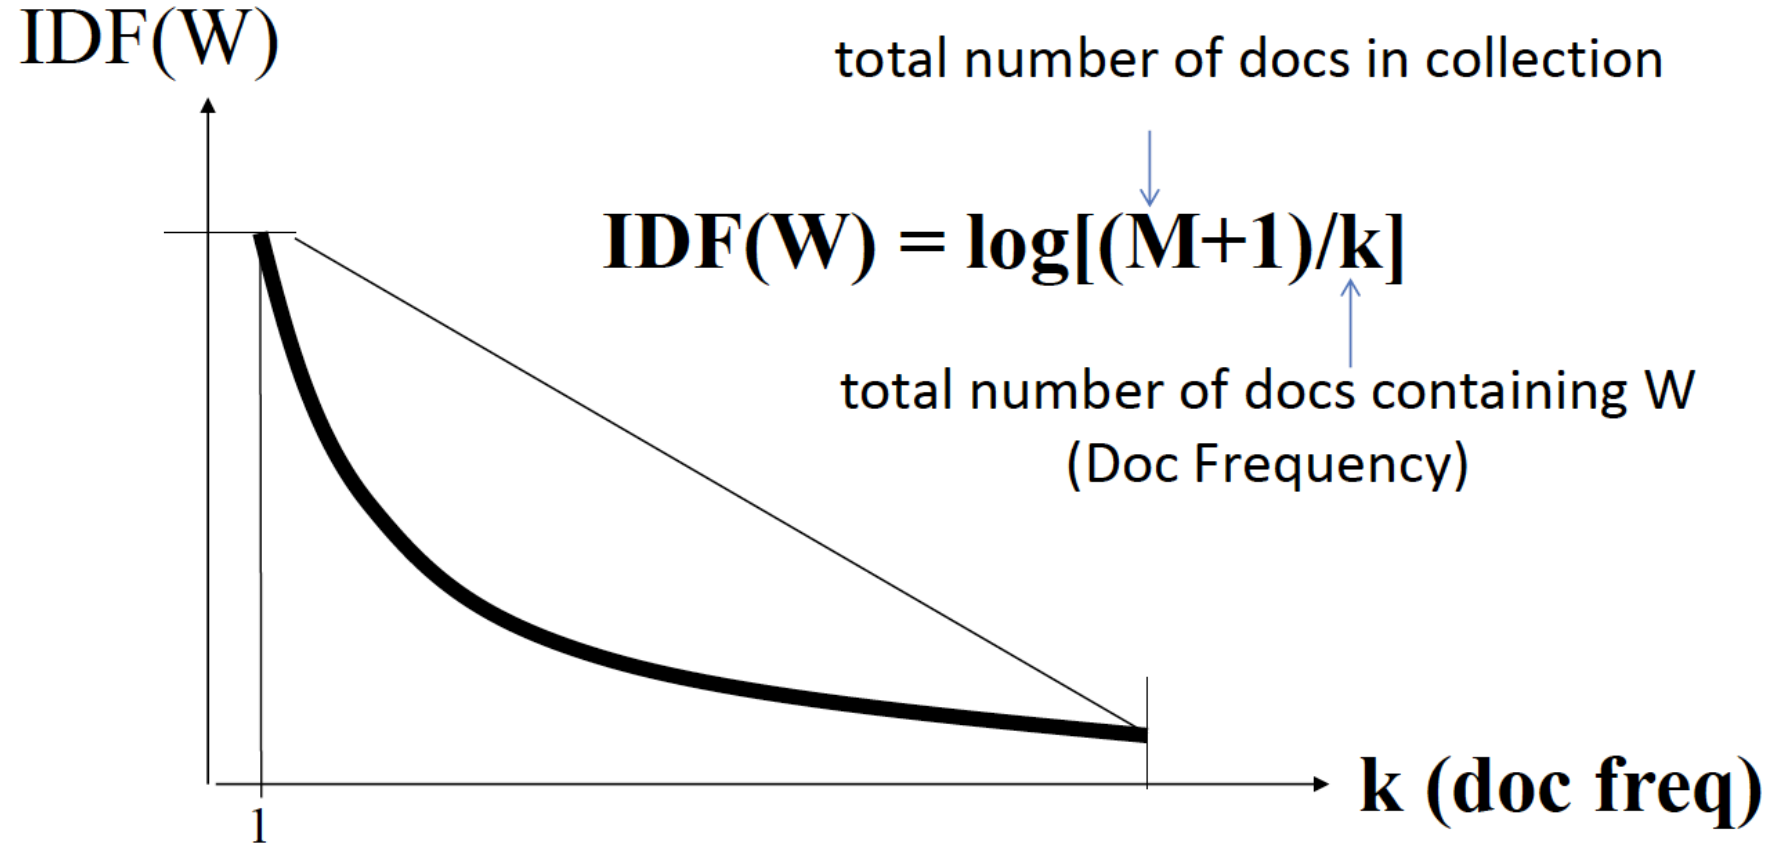 IDF(W)
total number of docs in collection
IDF(W) = log[(M+1)/k]
total number of docs containing W
(Doc Frequency)
k (doc freq)
1